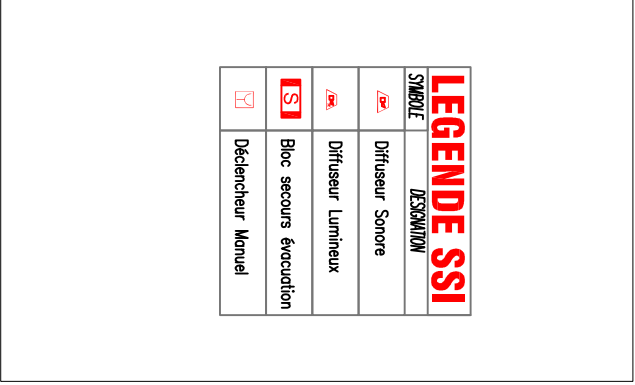 LEGENDE SSI
SYMBOLE DESIGNATION
Diffuseur Sonore
Diffuseur Lumineux
S Bloc secours évacuation
Déclencheur Manuel